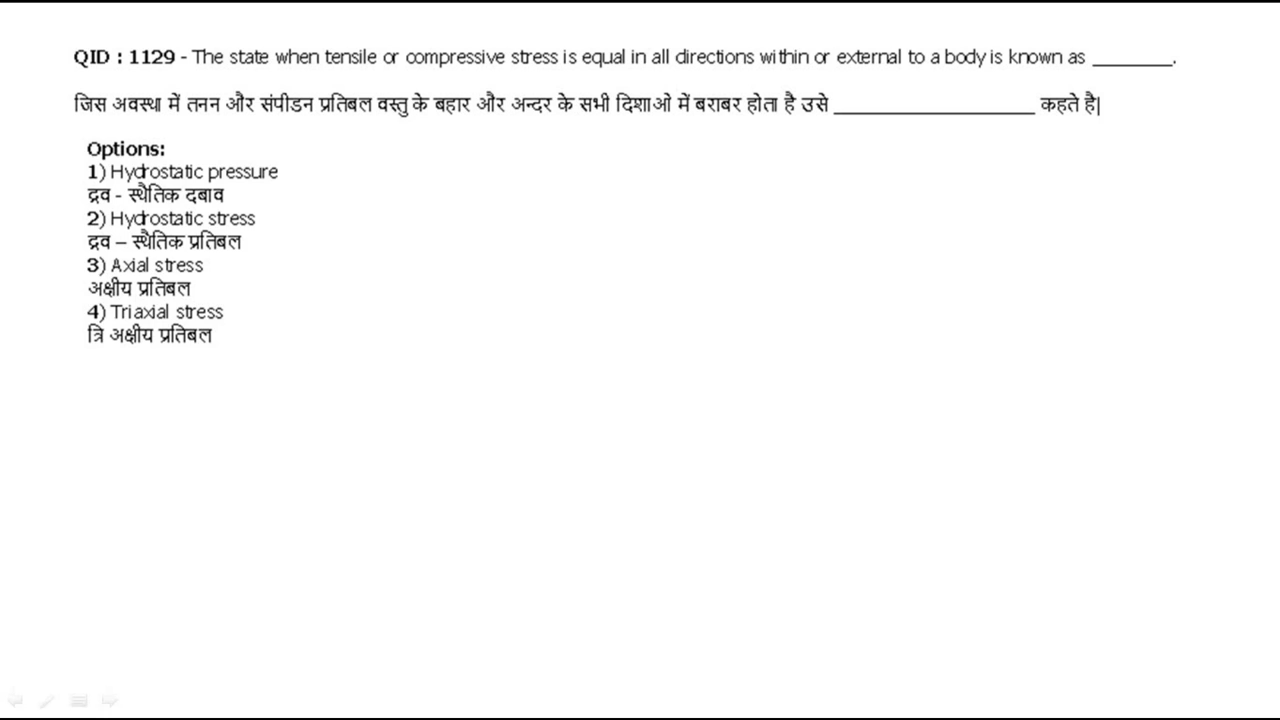 QID : 1129 - The state when tensile or compressive stress is equal in all directions within or external to a body is known as ________.
जिस अवस्था में तनन और संपीडन प्रतिबल वस्तु के बहार और अन्दर के सभी दिशाओ में बराबर होता है उसे ____________________ कहते है|
Options:
1) Hydrostatic pressure
द्रव - स्थैतिक दबाव
2) Hydrostatic stress
द्रव – स्थैतिक प्रतिबल
3) Axial stress
अक्षीय प्रतिबल
4) Triaxial stress
त्रि अक्षीय प्रतिबल